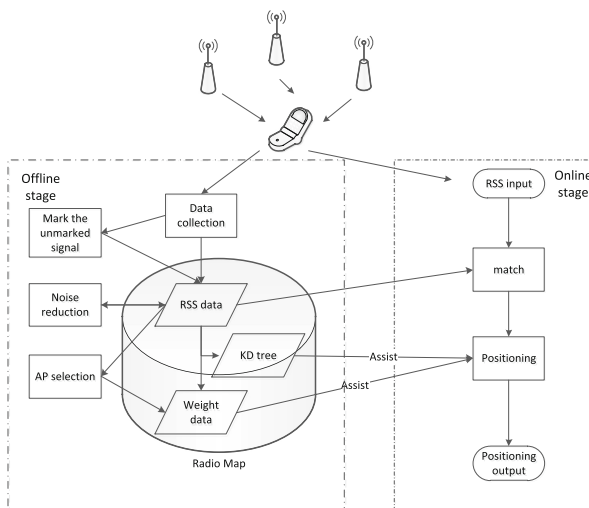 Offline
stage
Online
stage
RSS input
Data
collection
Mark the
unmarked
signal
match
Noise
reduction
RSS data
KD tree
Assist
Positioning
AP selection
Assist
Weight
data
Radio Map
Positioning
output